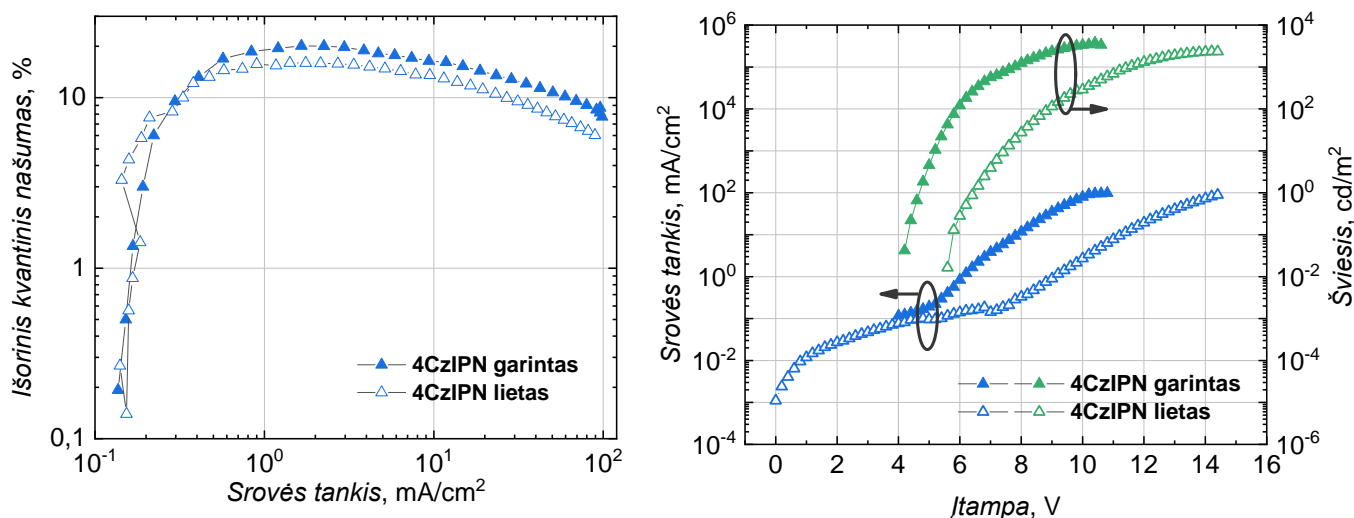 Išorinis kvantinis našumas, %
10
1
0,1
10⁻¹ 10⁰ 10¹ 10²
Srovės tankis, mA/cm²
4CzIPN garintas
4CzIPN lietas
Srovės tankis, mA/cm²
10⁶
10⁴
10²
10⁰
10⁻²
10⁻⁴
0 2 4 6 8 10 12 14 16
Įtampa, V
4CzIPN garintas
4CzIPN lietas
10⁴
10²
10⁰
10⁻²
10⁻⁴
10⁻⁶
Šviesis, cd/m²